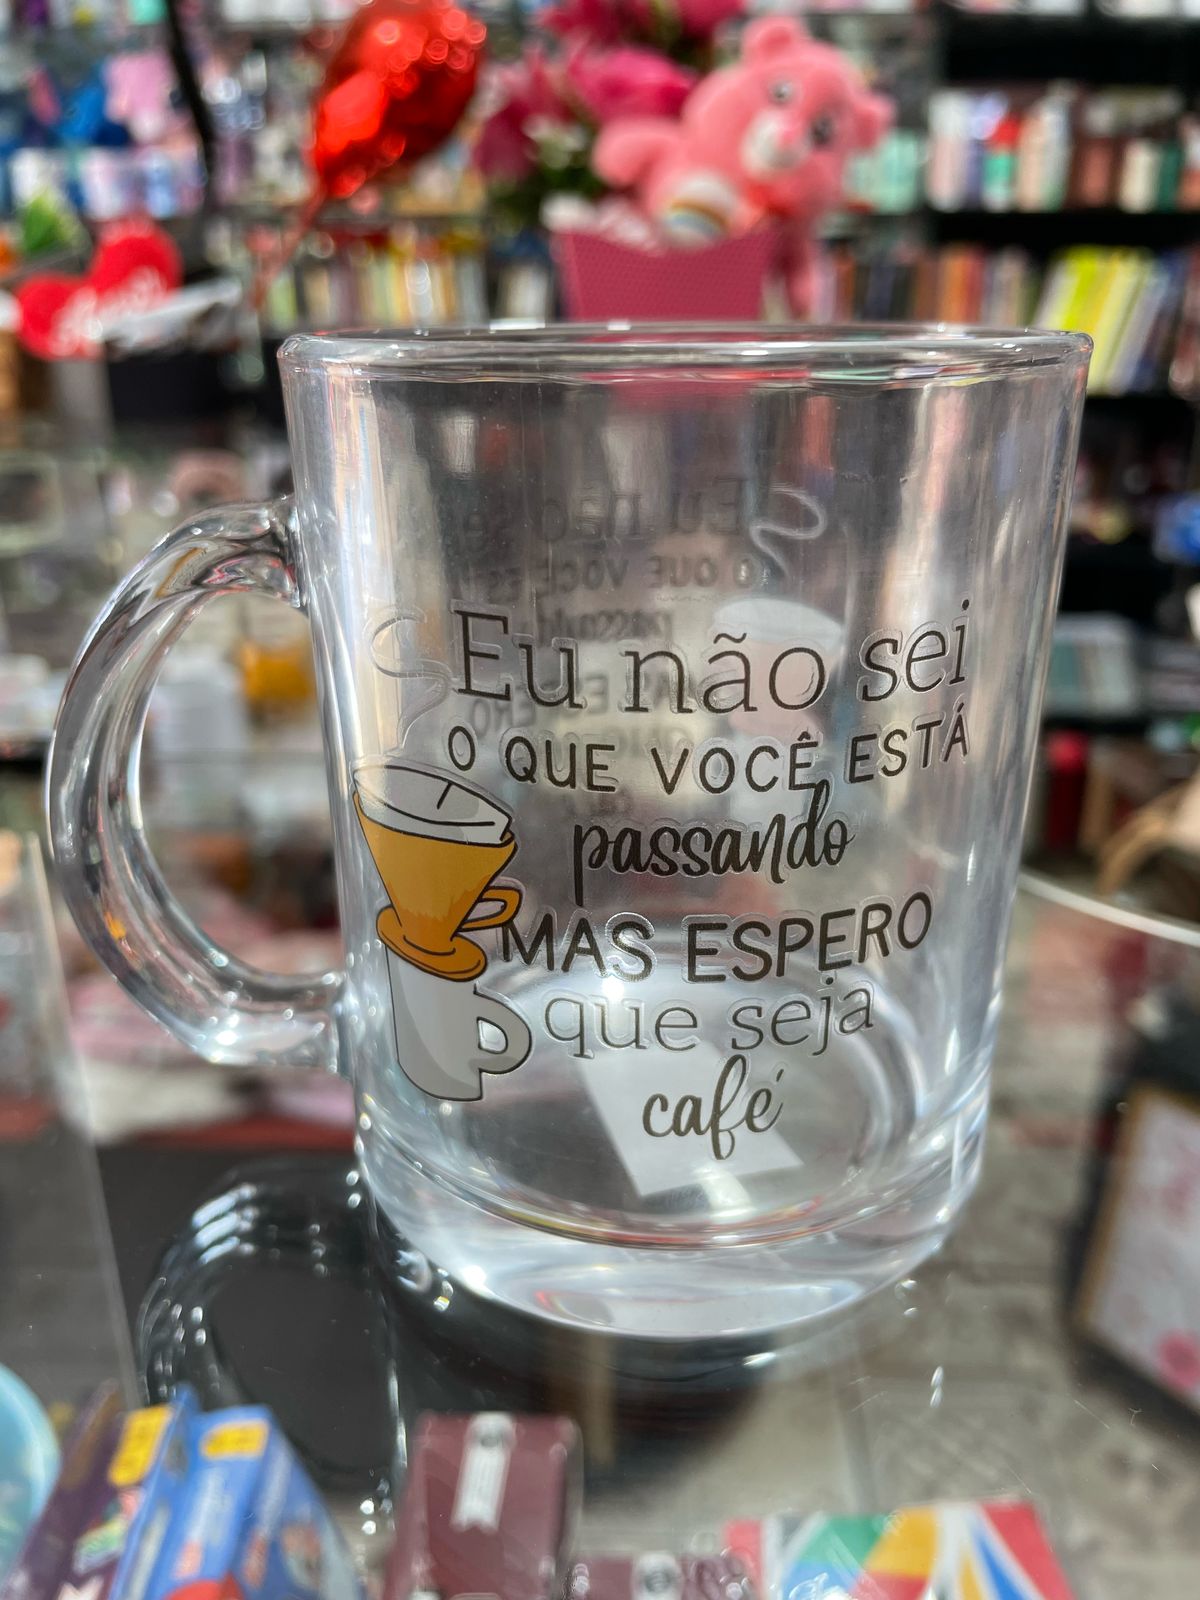 Eu não sei
O QUE VOCÊ ESTÁ
passando
MAS ESPERO
que seja
café